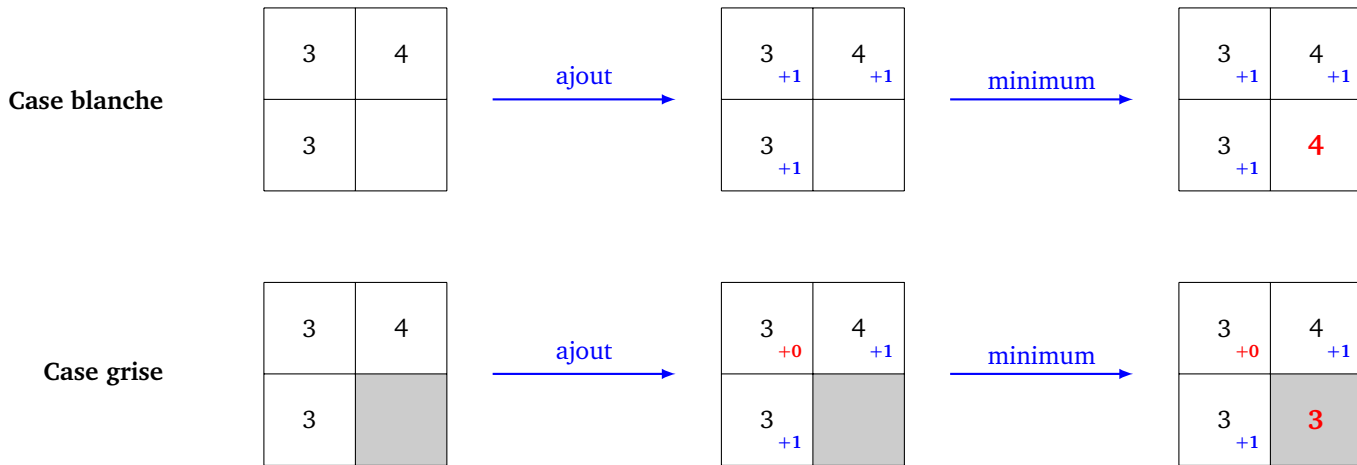 3 4 3 +1 4 +1 3 +1 4 +1
Case blanche ajout minimum
3 3 +1 3 +1 4
3 4 3 +0 4 +1 3 +0 4 +1
Case grise ajout minimum
3 3 +1 3 +1 3